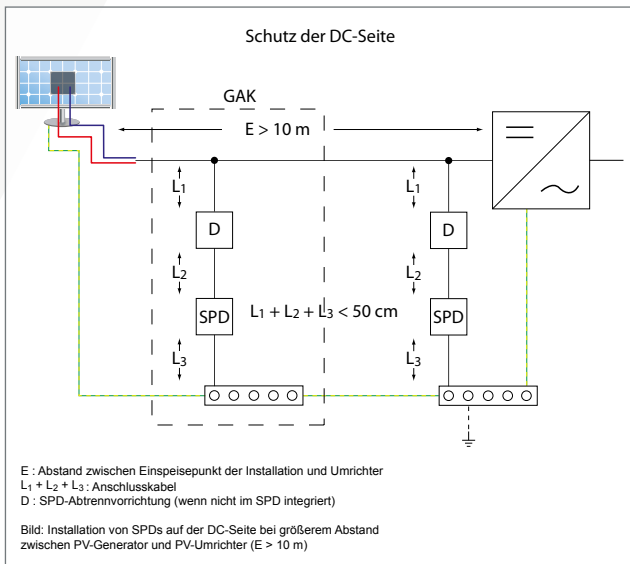 Schutz der DC-Seite
GAK
E > 10 m
L₁
L₁
D
D
L₂
L₂
SPD
L₁ + L₂ + L₃ < 50 cm
SPD
L₃
L₃
E : Abstand zwischen Einspeisepunkt der Installation und Umrichter
L₁ + L₂ + L₃ : Anschlusskabel
D : SPD-Abtrennvorrichtung (wenn nicht im SPD integriert)
Bild: Installation von SPDs auf der DC-Seite bei größerem Abstand
zwischen PV-Generator und PV-Umrichter (E > 10 m)